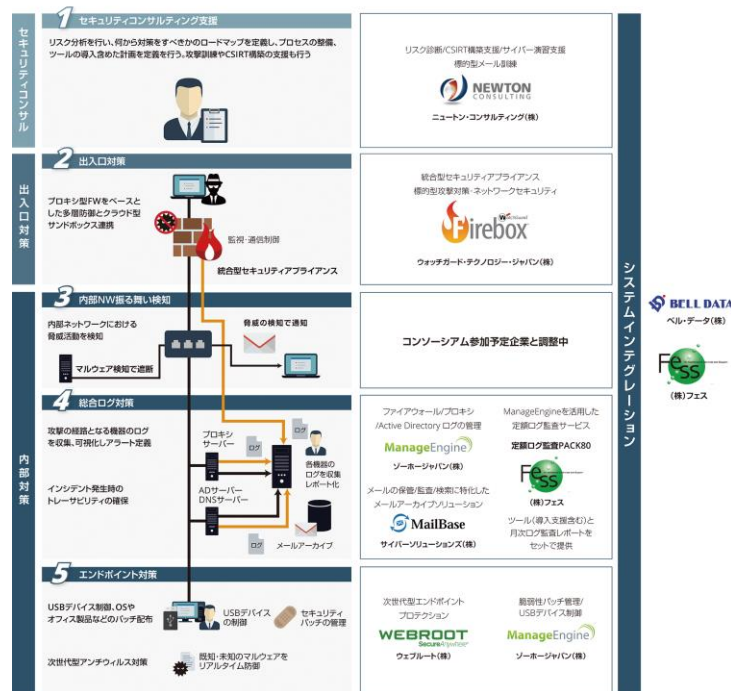 セキュリティコンサル
1 セキュリティコンサルティング支援
リスク分析を行い、何から対策をすべきかのロードマップを定義し、プロセスの整備、
ツールの導入含めた計画を定義を行う。攻撃訓練やCSIRT構築の支援も行う
リスク診断/CSIRT構築支援/サイバー演習支援
標的型メール訓練
NEWTON
CONSULTING
ニュートン・コンサルティング(株)
出入口対策
2 出入口対策
プロキシ型FWをベースと
した多層防御とクラウド型
サンドボックス連携
監視・通信制御
統合型セキュリティアプライアンス
統合型セキュリティアプライアンス
標的型攻撃対策・ネットワークセキュリティ
WatchGuard
Firebox
ウォッチガード・テクノロジー・ジャパン(株)
内部対策
3 内部NW振る舞い検知
内部ネットワークにおける
脅威活動を検知
マルウェア検知で遮断
脅威の検知で通知
コンソーシアム参加予定企業と調整中
4 総合ログ対策
攻撃の経路となる機器のログ
を収集、可視化しアラート定義
インシデント発生時の
トレーサビリティの確保
プロキシ
サーバー
ログ
ログ
各機器の
ログを収集
レポート化
ADサーバー
DNSサーバー
ログ
メールアーカイブ
ファイアウォール/プロキシ
/Active Directory ログの管理
ManageEngine
ゾーホージャパン(株)
メールの保管/監査/検索に特化した
メールアーカイブソリューション
MailBase
サイバーソリューションズ(株)
ManageEngineを活用した
定額ログ監査サービス
定額ログ監査PACK80
Fess
(株)フェス
ツール(導入支援含む)と
月次ログ監査レポートを
セットで提供
5 エンドポイント対策
USBデバイス制御、OSや
オフィス製品などのパッチ配布
USBデバイス
の制御
セキュリティ
パッチの管理
次世代型アンチウィルス対策
既知・未知のマルウェアを
リアルタイム防御
次世代型エンドポイント
プロテクション
WEBROOT
SecureAnywhere
ウェブルート(株)
脆弱性パッチ管理/
USBデバイス制御
ManageEngine
ゾーホージャパン(株)
システムインテグレーション
BELL DATA
ベル・データ(株)
Fess
(株)フェス